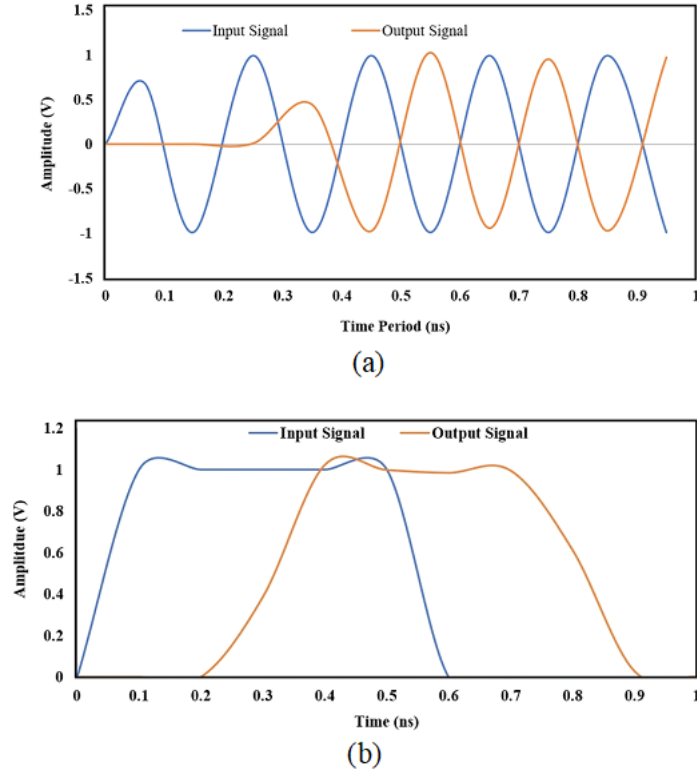 1.5
Input Signal
Output Signal
1
0.5
0
-0.5
-1
-1.5
Amplitude (V)
0 0.1 0.2 0.3 0.4 0.5 0.6 0.7 0.8 0.9 1
Time Period (ns)
(a)
1.2
Input Signal
Output Signal
1
0.8
0.6
0.4
0.2
0
Amplitdue (V)
0 0.1 0.2 0.3 0.4 0.5 0.6 0.7 0.8 0.9 1
Time (ns)
(b)